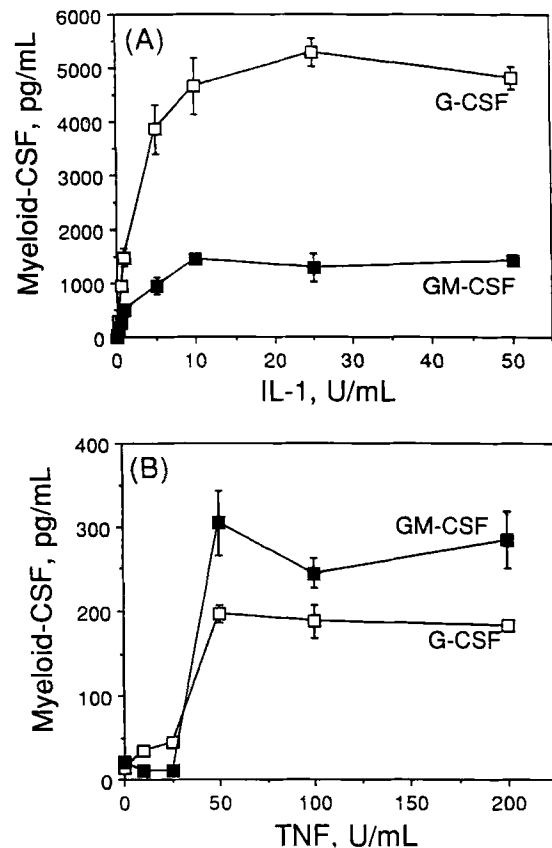 (A)
Myeloid-CSF, pg/mL
6000
5000
4000
3000
2000
1000
0
G-CSF
GM-CSF
0 10 20 30 40 50
IL-1, U/mL
(B)
Myeloid-CSF, pg/mL
400
300
200
100
0
GM-CSF
G-CSF
0 50 100 150 200
TNF, U/mL